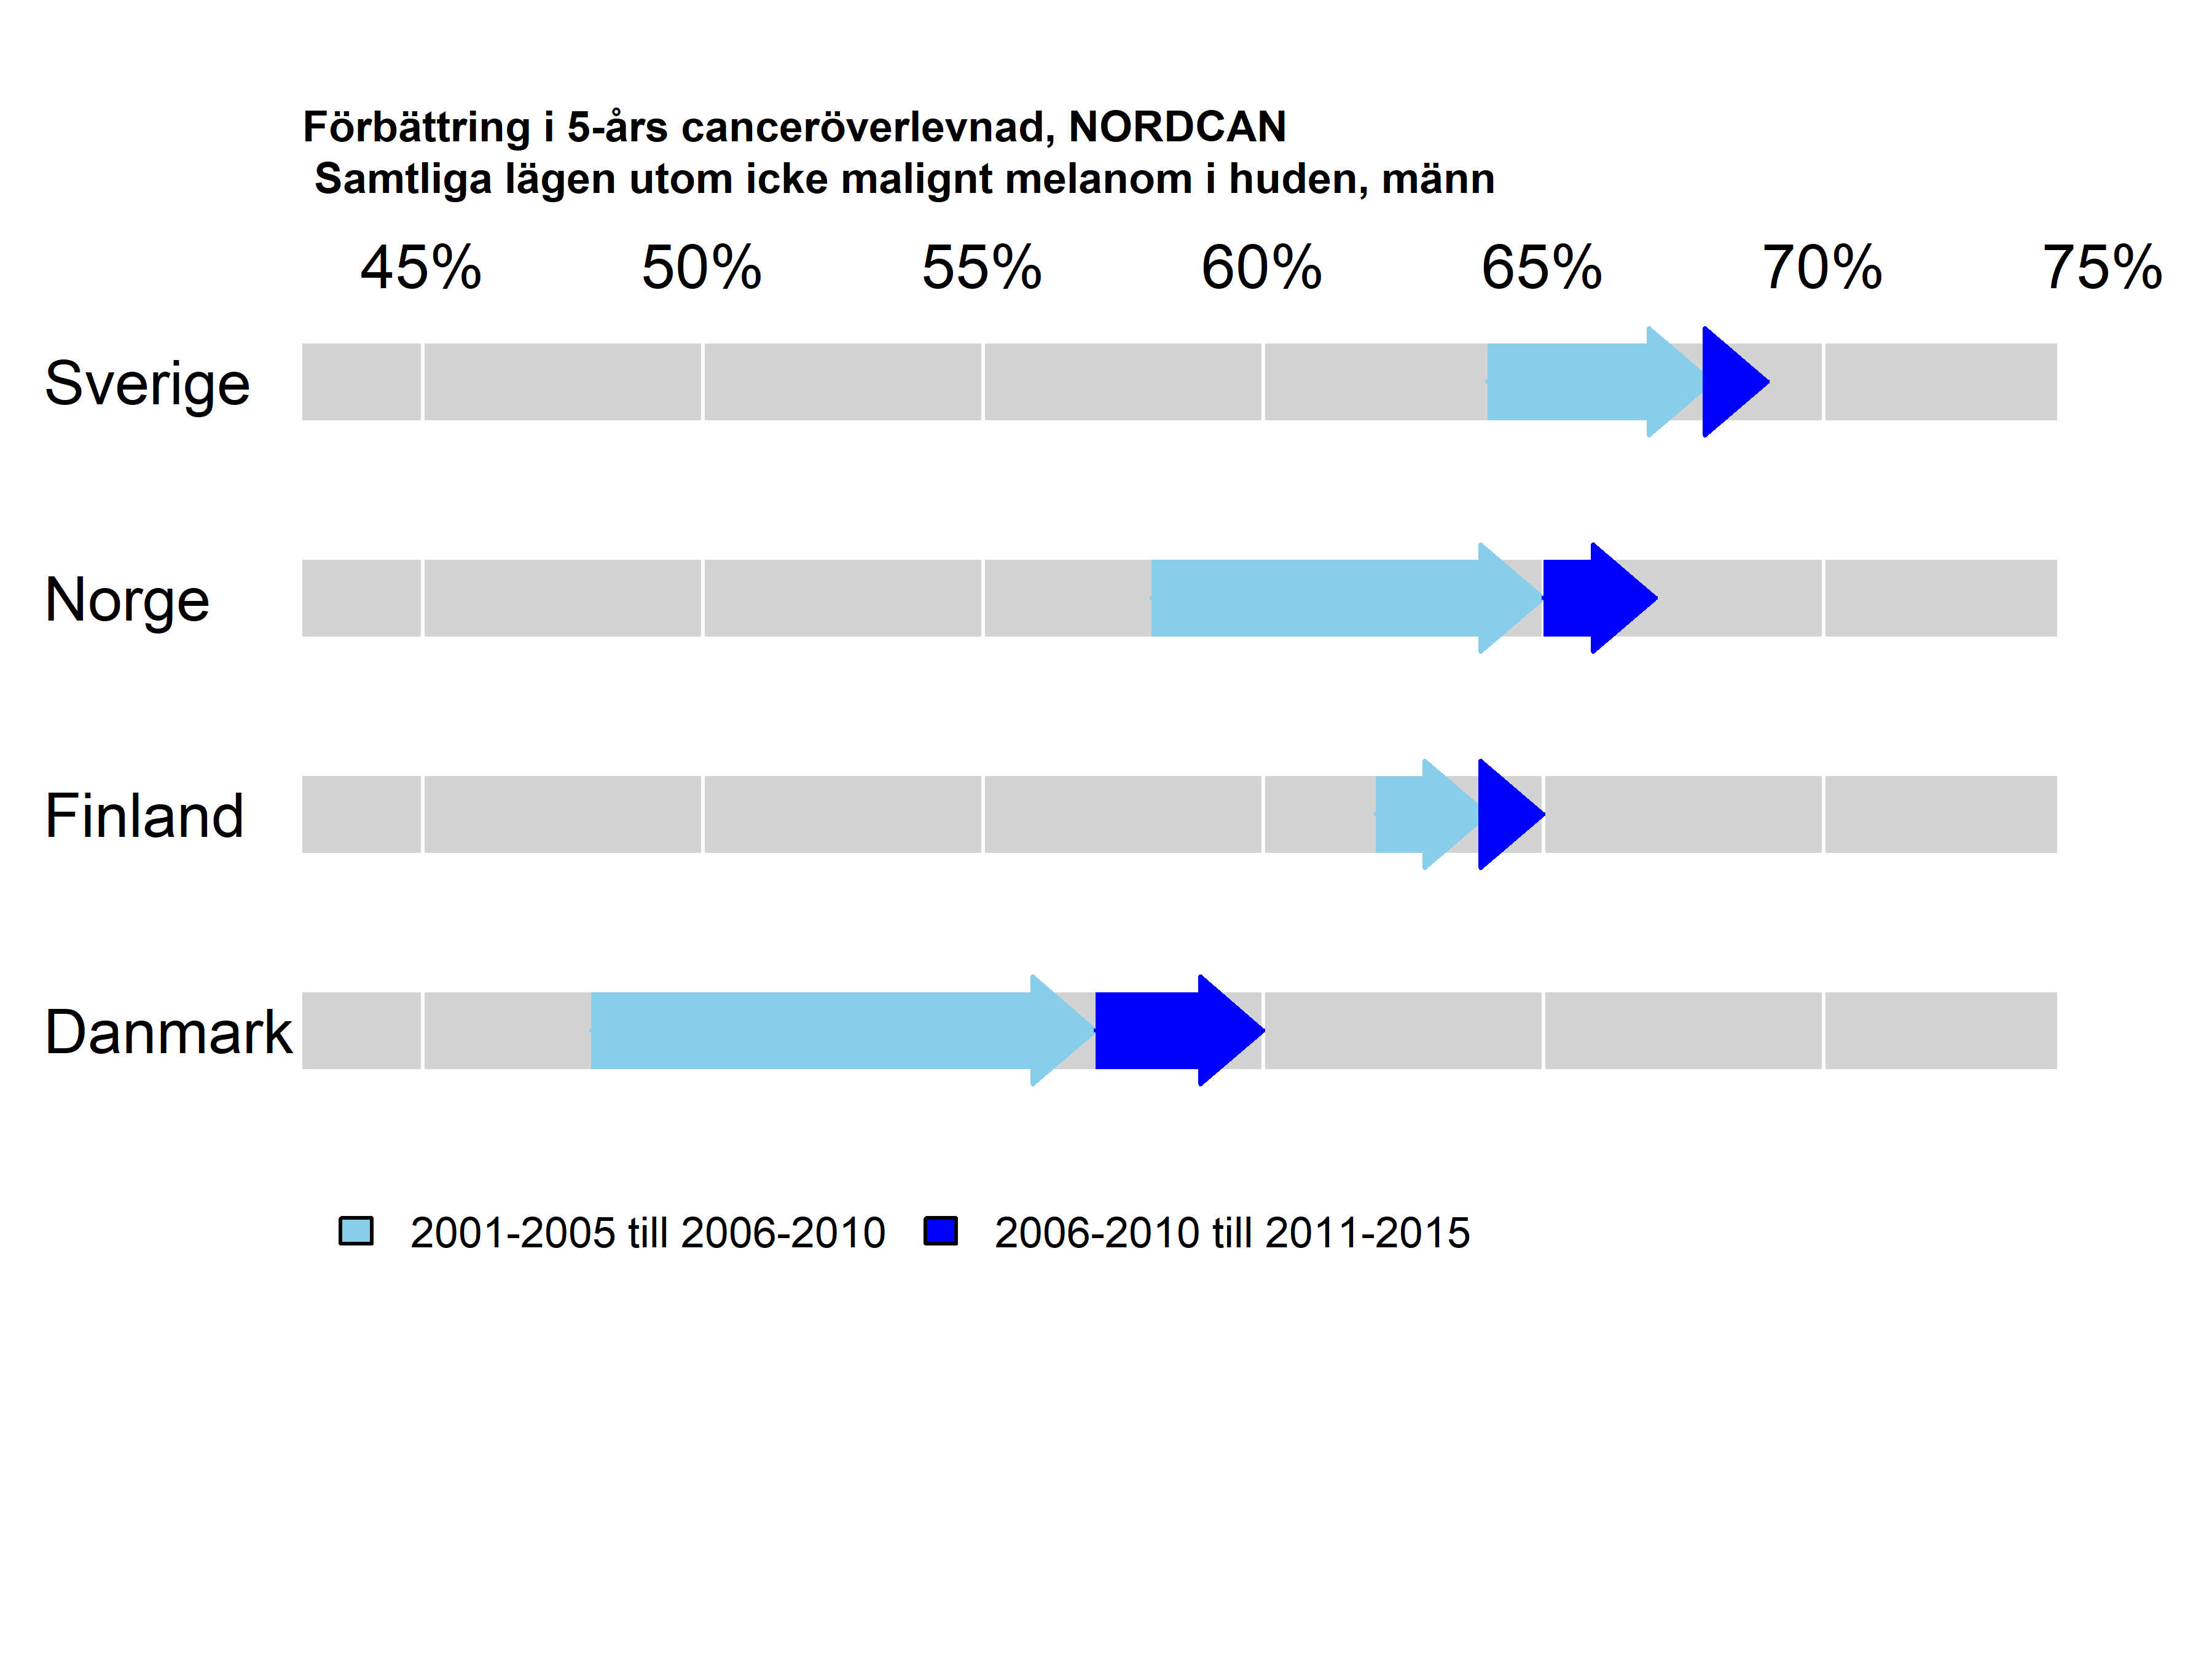 Förbättring i 5-års canceröverlevnad, NORDCAN
Samtliga lägen utom icke malignt melanom i huden, männ
45% 50% 55% 60% 65% 70% 75%
Sverige
Norge
Finland
Danmark
2001-2005 till 2006-2010 2006-2010 till 2011-2015